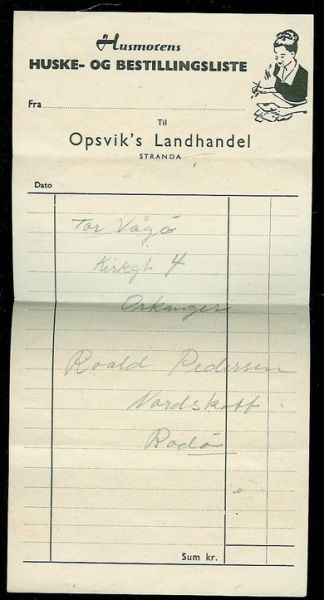 Husmorens
HUSKE- OG BESTILLINGSLISTE
Fra
Til
Opsvik's Landhandel
STRANDA
Dato
Tor Vågø
Kirkgt 4
Orkanger
Roald Pedersen
Nordskott
Bodø
Sum kr.